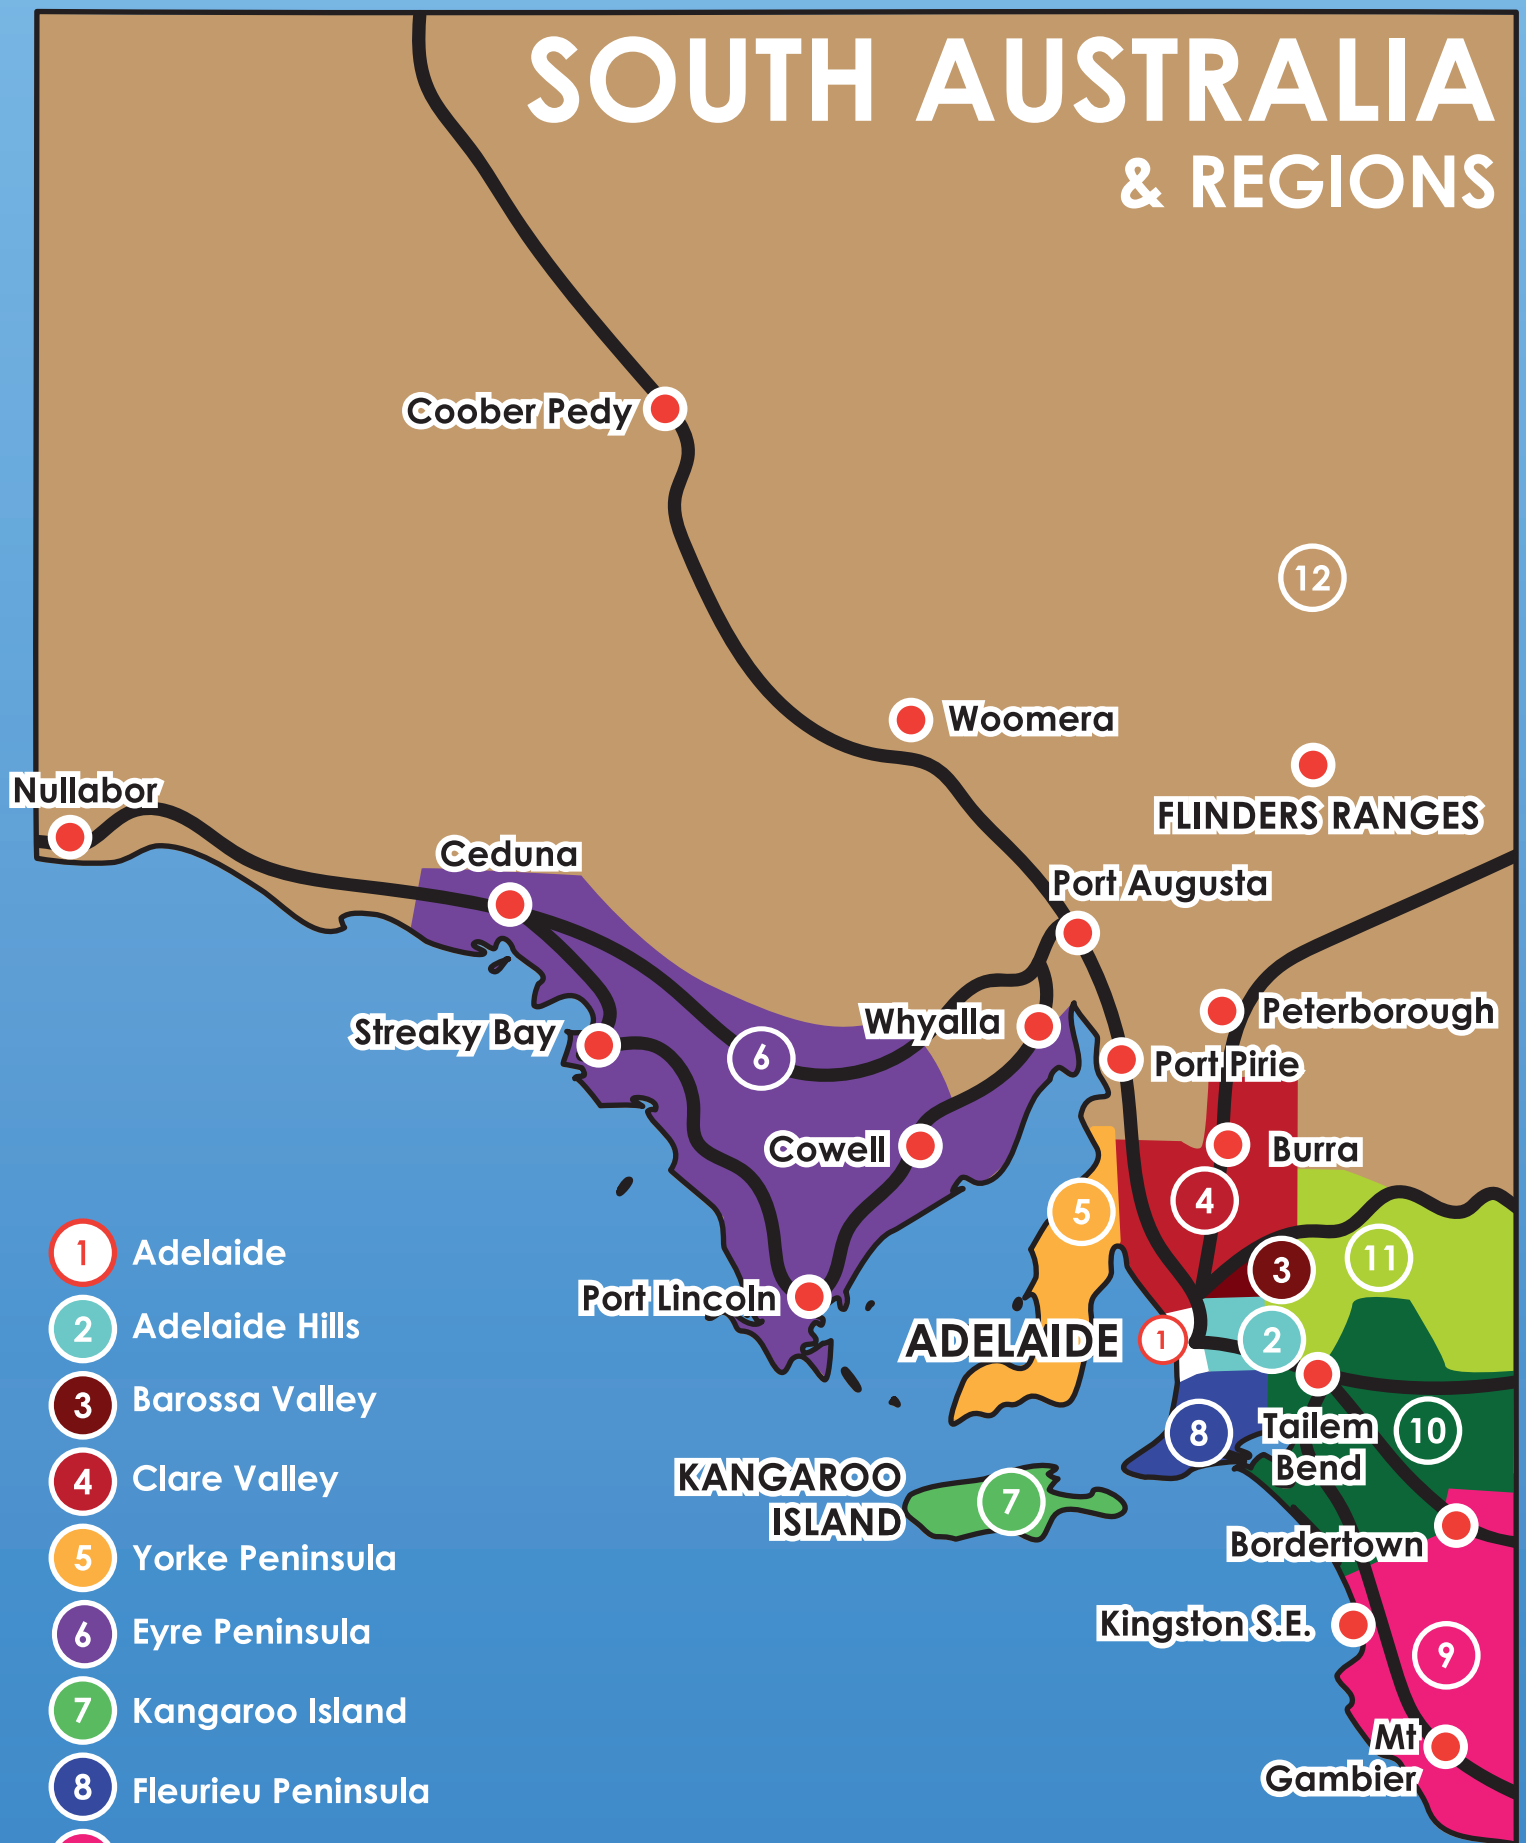 SOUTH AUSTRALIA
& REGIONS
Coober Pedy
12
Woomera
Nullabor
FLINDERS RANGES
Ceduna
Port Augusta
Streaky Bay
Whyalla
Peterborough
6
Port Pirie
Cowell
Burra
5
4
11
3
Port Lincoln
ADELAIDE
1
2
8
Tailem
Bend
10
KANGAROO
ISLAND
7
Bordertown
Kingston S.E.
9
Mt
Gambier
1 Adelaide
2 Adelaide Hills
3 Barossa Valley
4 Clare Valley
5 Yorke Peninsula
6 Eyre Peninsula
7 Kangaroo Island
8 Fleurieu Peninsula